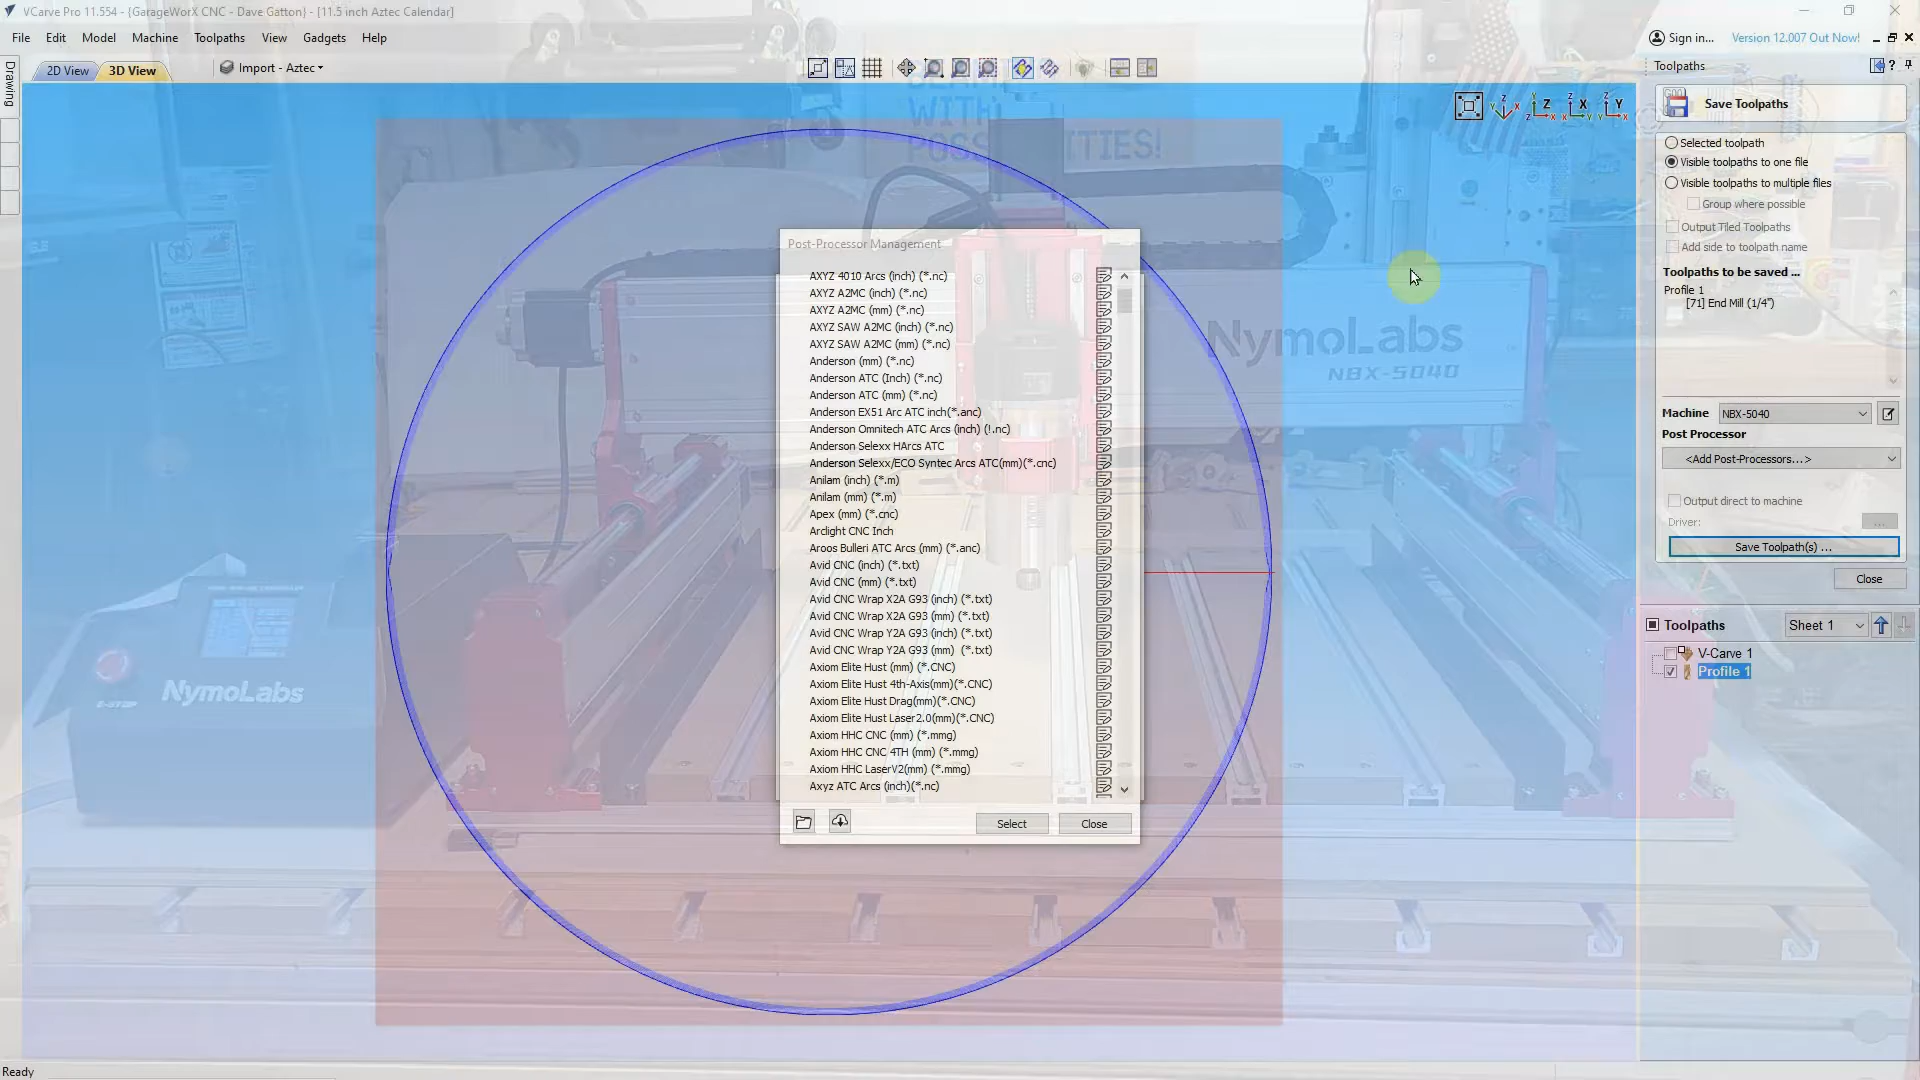 VCarve Pro 11.554 - {GarageWorX CNC - Dave Gatton} - [11.5 inch Aztec Calendar]
File Edit Model Machine Toolpaths View Gadgets Help
Sign in... Version 12.007 Out Now!
Drawing
2D View 3D View Import - Aztec
Toolpaths
WITH
Save Toolpaths
Selected toolpath
Visible toolpaths to one file
Visible toolpaths to multiple files
Group where possible
Output Tiled Toolpaths
Add side to toolpath name
Toolpaths to be saved ...
Profile 1
[71] End Mill (1/4")
Machine NBX-5040
Post Processor
<Add Post-Processors...>
Output direct to machine
Driver: ...
Save Toolpath(s) ...
Close
Toolpaths Sheet 1
V-Carve 1
Profile 1
Post-Processor Management
AXYZ 4010 Arcs (inch) (*.nc)
AXYZ A2MC (inch) (*.nc)
AXYZ A2MC (mm) (*.nc)
AXYZ SAW A2MC (inch) (*.nc)
AXYZ SAW A2MC (mm) (*.nc)
Anderson (mm) (*.nc)
Anderson ATC (Inch) (*.nc)
Anderson ATC (mm) (*.nc)
Anderson EX51 Arc ATC inch(*.anc)
Anderson Omnitech ATC Arcs (inch) (!.nc)
Anderson Selexx HArcs ATC
Anderson Selexx/ECO Syntec Arcs ATC(mm)(*.cnc)
Anilam (inch) (*.m)
Anilam (mm) (*.m)
Apex (mm) (*.cnc)
Arclight CNC Inch
Aroos Bulleri ATC Arcs (mm) (*.anc)
Avid CNC (inch) (*.txt)
Avid CNC (mm) (*.txt)
Avid CNC Wrap X2A G93 (inch) (*.txt)
Avid CNC Wrap X2A G93 (mm) (*.txt)
Avid CNC Wrap Y2A G93 (inch) (*.txt)
Avid CNC Wrap Y2A G93 (mm) (*.txt)
Axiom Elite Hust (mm) (*.CNC)
Axiom Elite Hust 4th-Axis(mm)(*.CNC)
Axiom Elite Hust Drag(mm)(*.CNC)
Axiom Elite Hust Laser2.0(mm)(*.CNC)
Axiom HHC CNC (mm) (*.mmg)
Axiom HHC CNC 4TH (mm) (*.mmg)
Axiom HHC LaserV2(mm) (*.mmg)
Axyz ATC Arcs (inch)(*.nc)
Select Close
NymoLabs
NBX-5040
E-STOP
NymoLabs
Ready